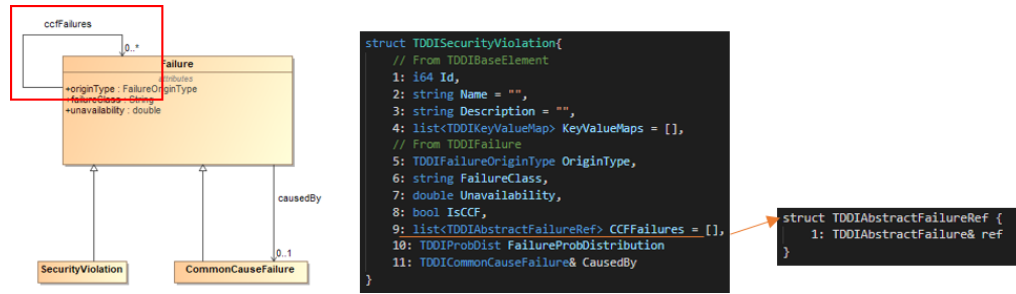 ccfFailures
0..*
Failure
attributes
+originType : FailureOriginType
+failureClass : String
+unavailability : double
causedBy
0..1
SecurityViolation
CommonCauseFailure
struct TDDISecurityViolation{
// From TDDIBaseElement
1: i64 Id,
2: string Name = "",
3: string Description = "",
4: list<TDDIKeyValueMap> KeyValueMaps = [],
// From TDDIFailure
5: TDDIFailureOriginType OriginType,
6: string FailureClass,
7: double Unavailability,
8: bool IsCCF,
9: list<TDDIAbstractFailureRef> CCFFailures = [],
10: TDDIProbDist FailureProbDistribution
11: TDDICommonCauseFailure& CausedBy
}
struct TDDIAbstractFailureRef {
1: TDDIAbstractFailure& ref
}